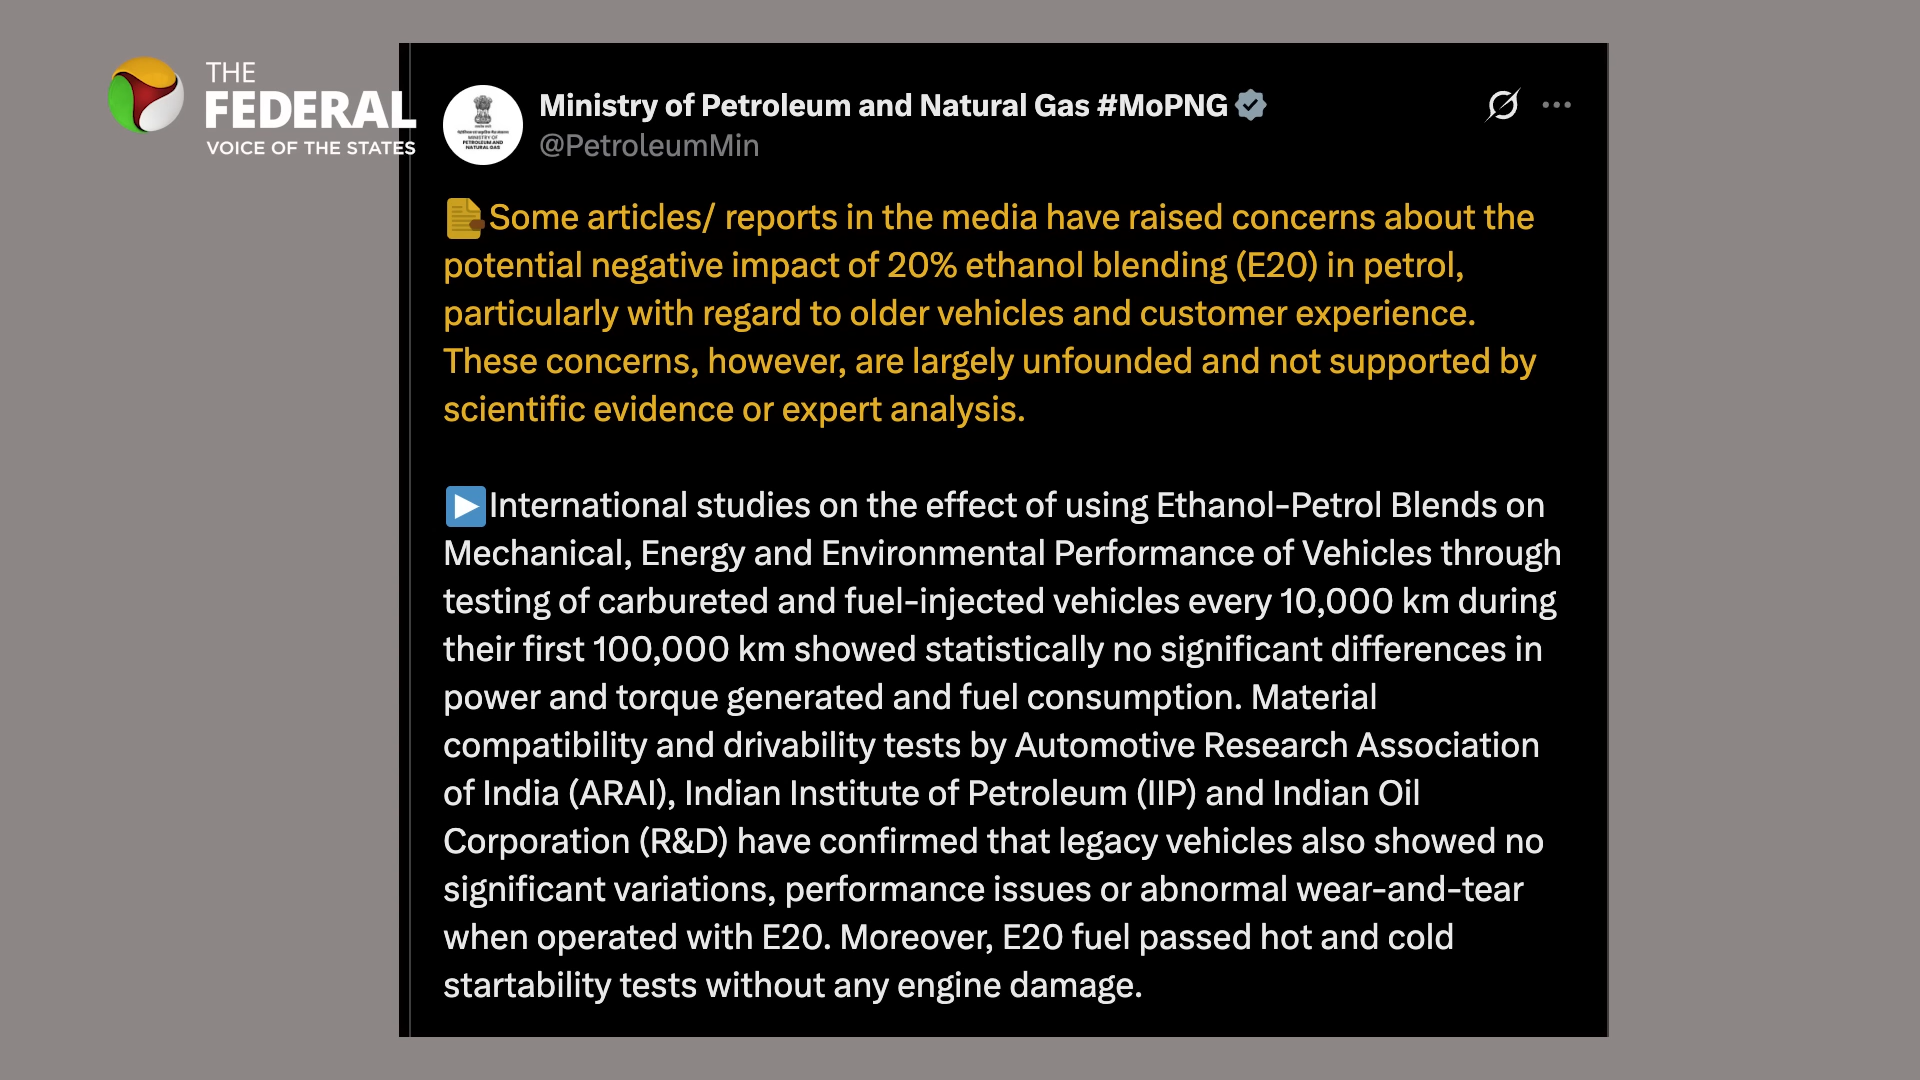 THE
FEDERAL
VOICE OF THE STATES
Ministry of Petroleum and Natural Gas #MoPNG
@PetroleumMin
MINISTRY OF
PETROLEUM AND
NATURAL GAS
Some articles/ reports in the media have raised concerns about the
potential negative impact of 20% ethanol blending (E20) in petrol,
particularly with regard to older vehicles and customer experience.
These concerns, however, are largely unfounded and not supported by
scientific evidence or expert analysis.
International studies on the effect of using Ethanol-Petrol Blends on
Mechanical, Energy and Environmental Performance of Vehicles through
testing of carbureted and fuel-injected vehicles every 10,000 km during
their first 100,000 km showed statistically no significant differences in
power and torque generated and fuel consumption. Material
compatibility and drivability tests by Automotive Research Association
of India (ARAI), Indian Institute of Petroleum (IIP) and Indian Oil
Corporation (R&D) have confirmed that legacy vehicles also showed no
significant variations, performance issues or abnormal wear-and-tear
when operated with E20. Moreover, E20 fuel passed hot and cold
startability tests without any engine damage.